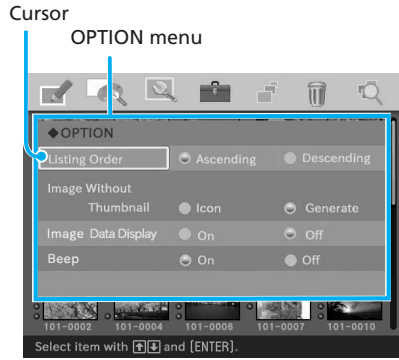 Cursor
OPTION menu
◆OPTION
Listing Order Ascending Descending
Image Without
Thumbnail Icon Generate
Image Data Display On Off
Beep On Off
101-0002 101-0004 101-0006 101-0007 101-0010
Select item with [↑][↓] and [ENTER].